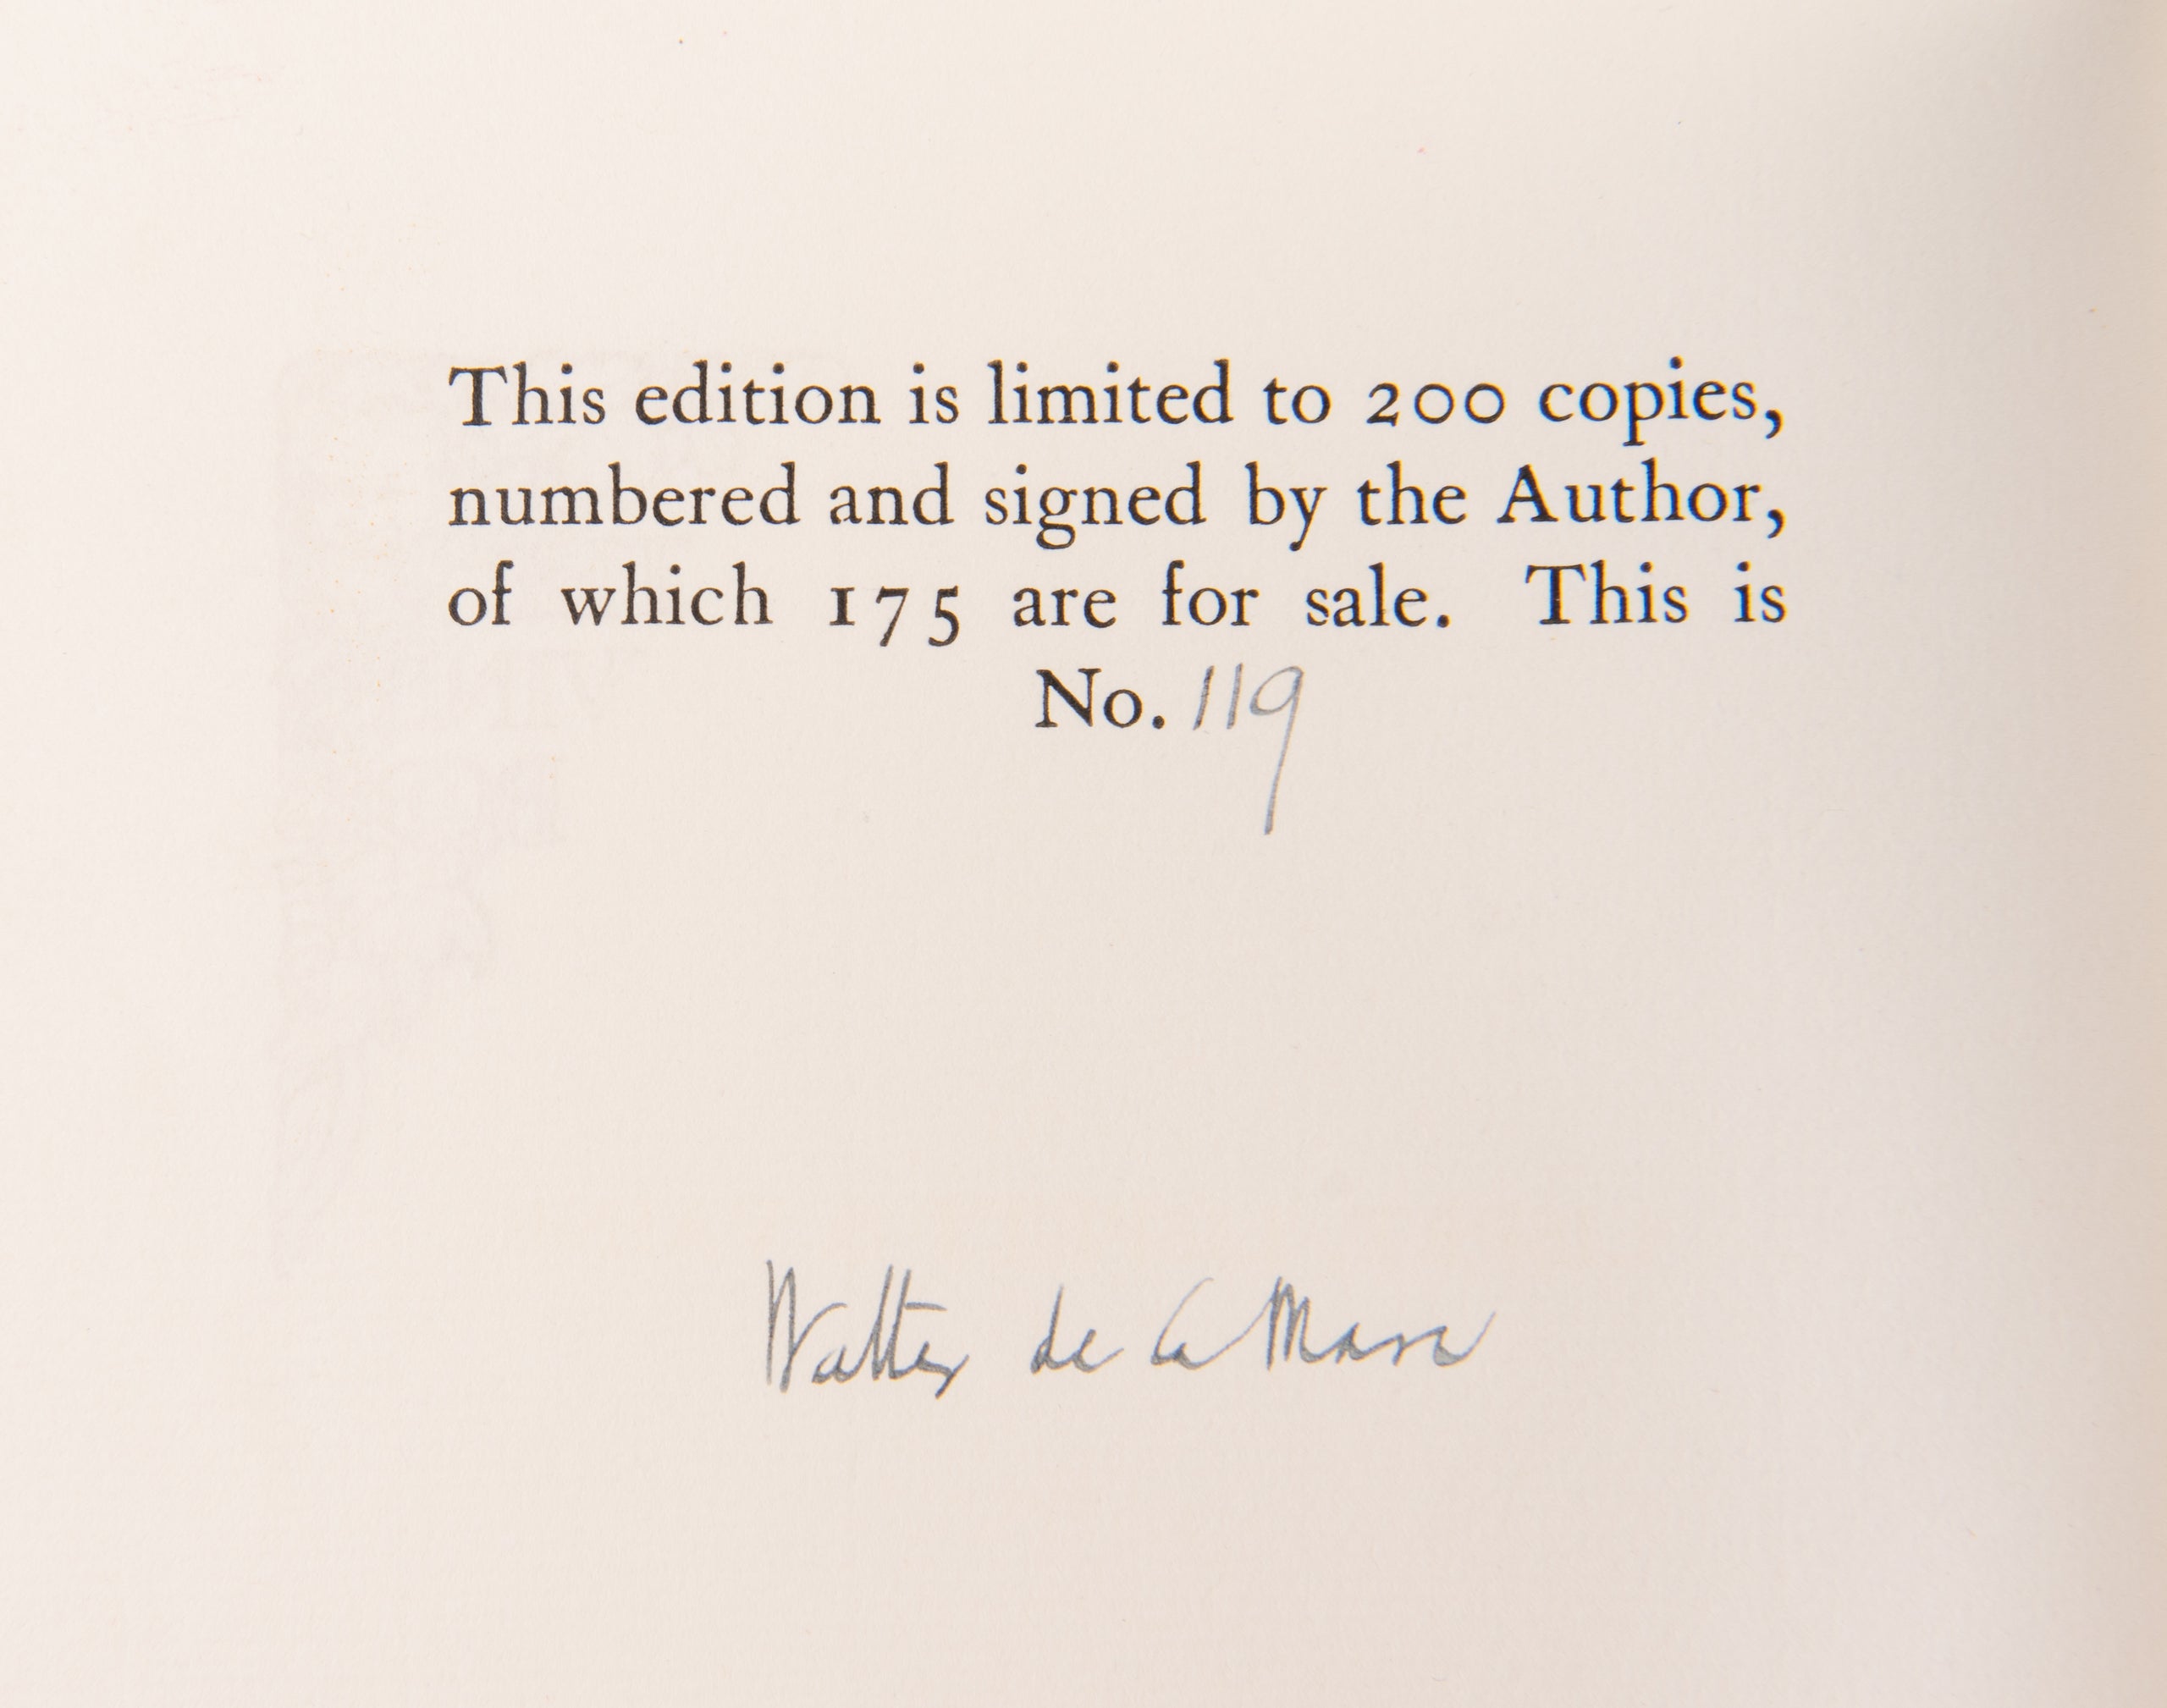 This edition is limited to 200 copies,
numbered and signed by the Author,
of which 175 are for sale. This is
No. 119
Walter de la Mare